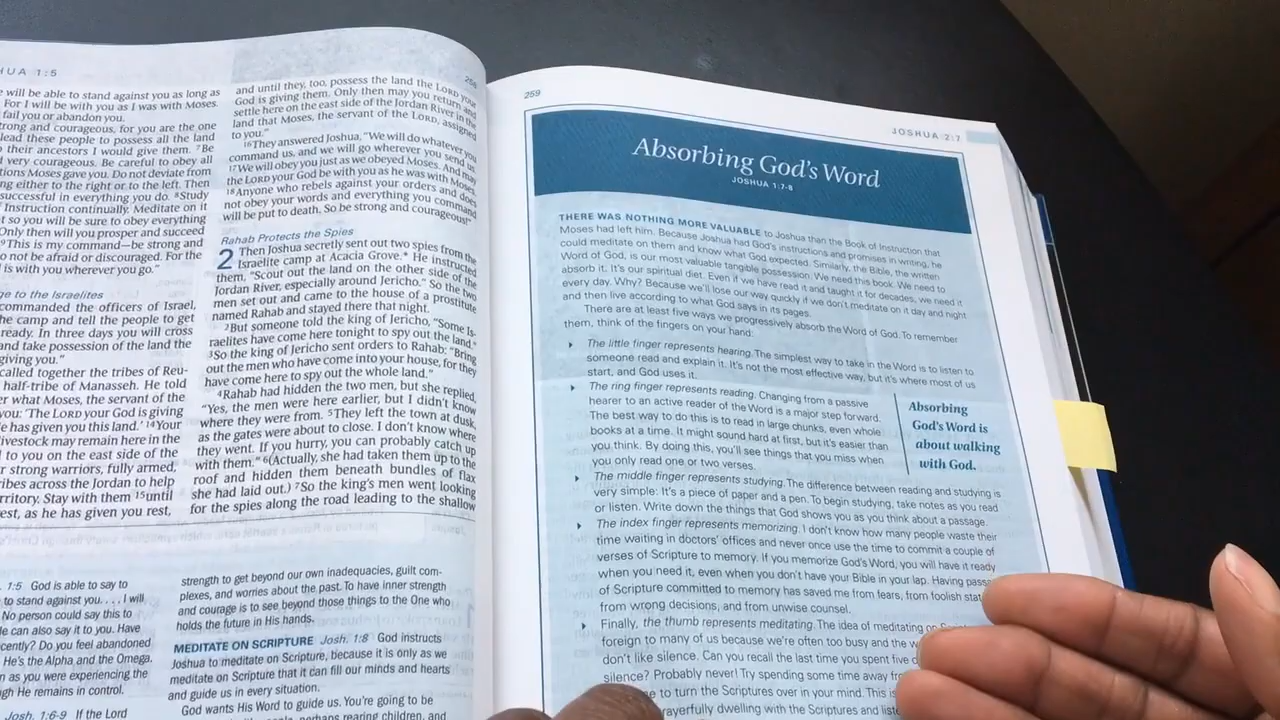 HUA 1:5
e will be able to stand against you as long as
For I will be with you as I was with Moses.
fail you or abandon you.
trong and courageous, for you are the one
lead these people to possess all the land
their ancestors I would give them. 7Be
d very courageous. Be careful to obey all
tions Moses gave you. Do not deviate from
ng either to the right or to the left. Then
successful in everything you do. 8Study
Instruction continually. Meditate on it
t so you will be sure to obey everything
Only then will you prosper and succeed
9This is my command—be strong and
o not be afraid or discouraged. For the
is with you wherever you go."
ge to the Israelites
commanded the officers of Israel,
he camp and tell the people to get
ready. In three days you will cross
and take possession of the land the
giving you."
called together the tribes of Reu-
half-tribe of Manasseh. He told
er what Moses, the servant of the
you: 'The LORD your God is giving
he has given you this land.' 14Your
livestock may remain here in the
to you on the east side of the
r strong warriors, fully armed,
ribes across the Jordan to help
rritory. Stay with them 15until
est, as he has given you rest,
1:5 God is able to say to
to stand against you. . . . I will
No person could say this to
e can also say it to you. Have
cently? Do you feel abandoned
He's the Alpha and the Omega.
n as you were experiencing the
gh He remains in control.
Josh. 1:6-9 If the Lord
and until they, too, possess the land the LORD your
God is giving them. Only then may you return and
settle here on the east side of the Jordan River in the
land that Moses, the servant of the LORD, assigned
to you."
16They answered Joshua, "We will do whatever you
command us, and we will go wherever you send us.
17We will obey you just as we obeyed Moses. And may
the LORD your God be with you as he was with Moses.
18Anyone who rebels against your orders and does
not obey your words and everything you command
will be put to death. So be strong and courageous!"
Rahab Protects the Spies
2 Then Joshua secretly sent out two spies from the
Israelite camp at Acacia Grove.* He instructed
them, "Scout out the land on the other side of the
Jordan River, especially around Jericho." So the two
men set out and came to the house of a prostitute
named Rahab and stayed there that night.
2But someone told the king of Jericho, "Some Is-
raelites have come here tonight to spy out the land."
3So the king of Jericho sent orders to Rahab: "Bring
out the men who have come into your house, for they
have come here to spy out the whole land."
4Rahab had hidden the two men, but she replied,
"Yes, the men were here earlier, but I didn't know
where they were from. 5They left the town at dusk,
as the gates were about to close. I don't know where
they went. If you hurry, you can probably catch up
with them." 6(Actually, she had taken them up to the
roof and hidden them beneath bundles of flax
she had laid out.) 7So the king's men went looking
for the spies along the road leading to the shallow
strength to get beyond our own inadequacies, guilt com-
plexes, and worries about the past. To have inner strength
and courage is to see beyond those things to the One who
holds the future in His hands.
MEDITATE ON SCRIPTURE Josh. 1:8 God instructs
Joshua to meditate on Scripture, because it is only as we
meditate on Scripture that it can fill our minds and hearts
and guide us in every situation.
God wants His Word to guide us. You're going to be
perhaps rearing children, and
259
JOSHUA 2:7
Absorbing God's Word
JOSHUA 1:7-8
THERE WAS NOTHING MORE VALUABLE to Joshua than the Book of Instruction that
Moses had left him. Because Joshua had God's instructions and promises in writing, he
could meditate on them and know what God expected. Similarly, the Bible, the written
Word of God, is our most valuable tangible possession. We need this book. We need to
absorb it. It's our spiritual diet. Even if we have read it and taught it for decades, we need it
every day. Why? Because we'll lose our way quickly if we don't meditate on it day and night
and then live according to what God says in its pages.
There are at least five ways we progressively absorb the Word of God. To remember
them, think of the fingers on your hand:
The little finger represents hearing. The simplest way to take in the Word is to listen to
someone read and explain it. It's not the most effective way, but it's where most of us
start, and God uses it.
The ring finger represents reading. Changing from a passive
hearer to an active reader of the Word is a major step forward.
The best way to do this is to read in large chunks, even whole
books at a time. It might sound hard at first, but it's easier than
you think. By doing this, you'll see things that you miss when
you only read one or two verses.
Absorbing
God's Word is
about walking
with God.
The middle finger represents studying. The difference between reading and studying is
very simple: It's a piece of paper and a pen. To begin studying, take notes as you read
or listen. Write down the things that God shows you as you think about a passage.
The index finger represents memorizing. I don't know how many people waste their
time waiting in doctors' offices and never once use the time to commit a couple of
verses of Scripture to memory. If you memorize God's Word, you will have it ready
when you need it, even when you don't have your Bible in your lap. Having passa
of Scripture committed to memory has saved me from fears, from foolish stat
from wrong decisions, and from unwise counsel.
Finally, the thumb represents meditating. The idea of meditating on
foreign to many of us because we're often too busy and the w
don't like silence. Can you recall the last time you spent five
silence? Probably never! Try spending some time away fr
to turn the Scriptures over in your mind. This is
rayerfully dwelling with the Scriptures and liste